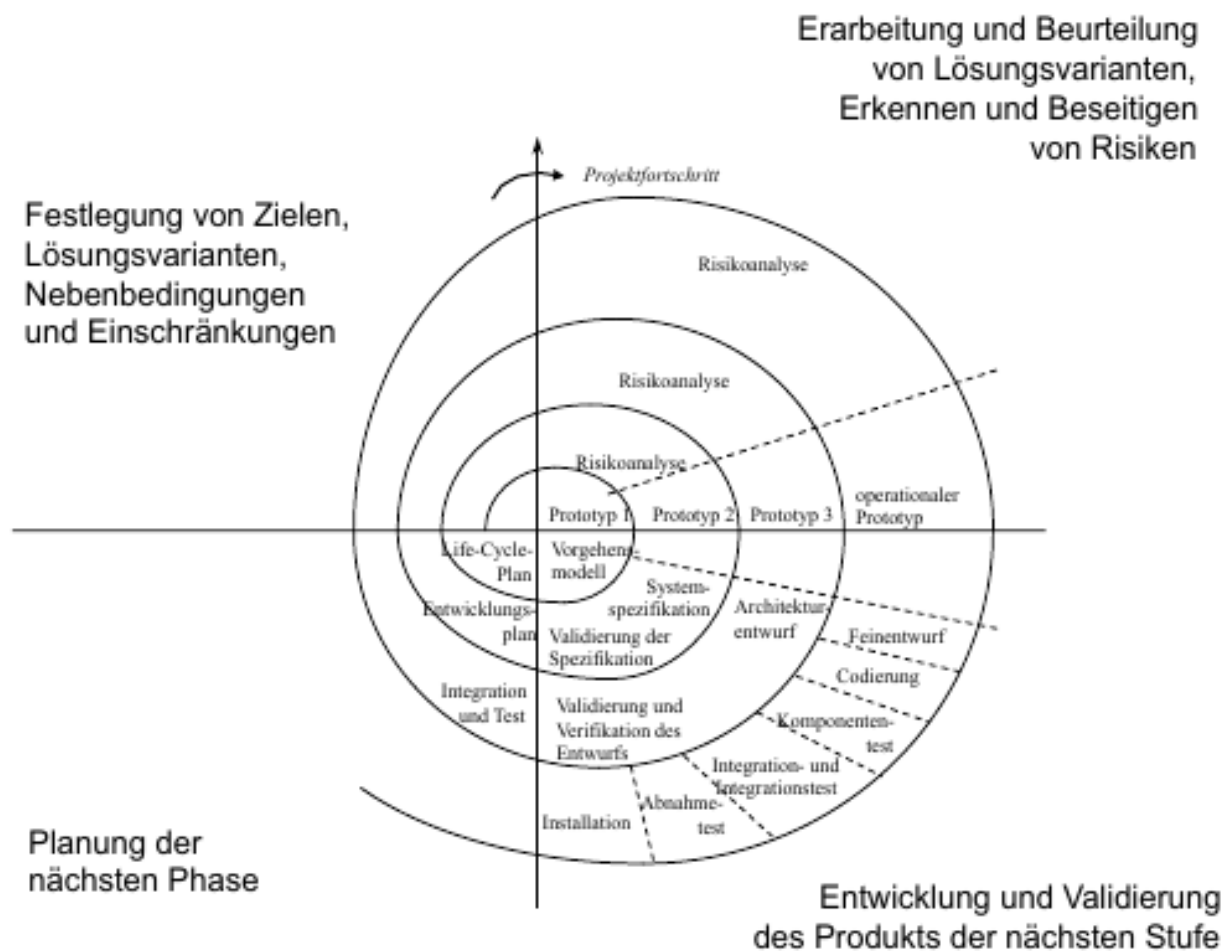 Erarbeitung und Beurteilung
von Lösungsvarianten,
Erkennen und Beseitigen
von Risiken
Projektfortschritt
Festlegung von Zielen,
Lösungsvarianten,
Nebenbedingungen
und Einschränkungen
Risikoanalyse
Risikoanalyse
Risikoanalyse
operationaler
Prototyp
Prototyp 1
Prototyp 2
Prototyp 3
Life-Cycle-
Plan
Vorgehens-
modell
System-
spezifikation
Architektur-
entwurf
Feinentwurf
Entwicklungs-
plan
Validierung der
Spezifikation
Codierung
Integration
und Test
Validierung und
Verifikation des
Entwurfs
Komponenten-
test
Integration- und
Integrationstest
Abnahme-
test
Installation
Planung der
nächsten Phase
Entwicklung und Validierung
des Produkts der nächsten Stufe